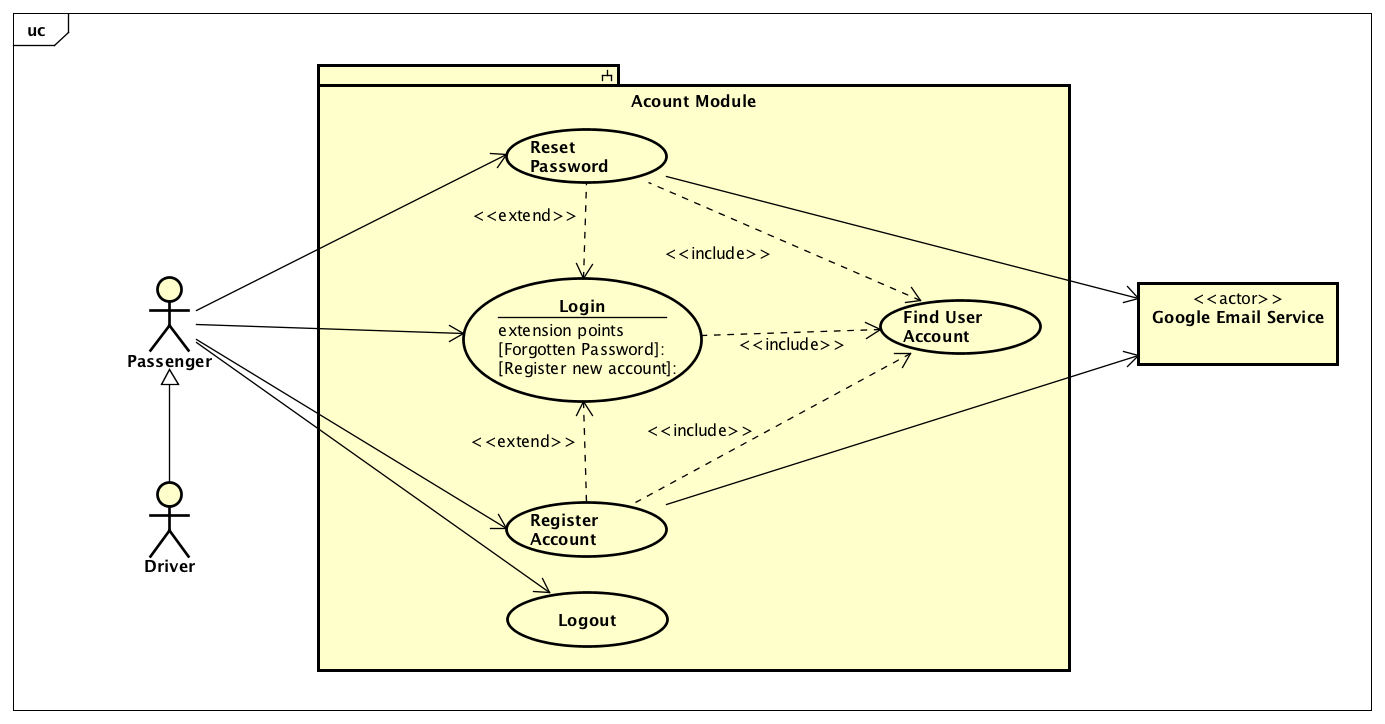 uc
Acount Module
Reset
Password
<<extend>>
<<include>>
Login
extension points
[Forgotten Password]:
[Register new account]:
<<include>>
Find User
Account
<<actor>>
Google Email Service
Passenger
<<extend>>
<<include>>
Register
Account
Driver
Logout